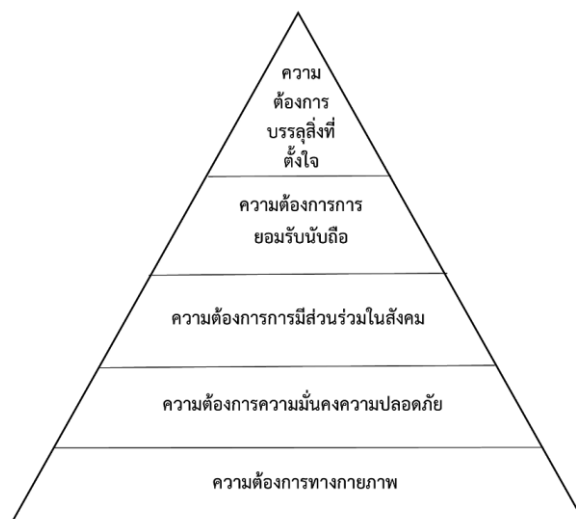 ความ
ต้องการ
บรรลุสิ่งที่
ตั้งใจ
ความต้องการการ
ยอมรับนับถือ
ความต้องการการมีส่วนร่วมในสังคม
ความต้องการความมั่นคงความปลอดภัย
ความต้องการทางกายภาพ